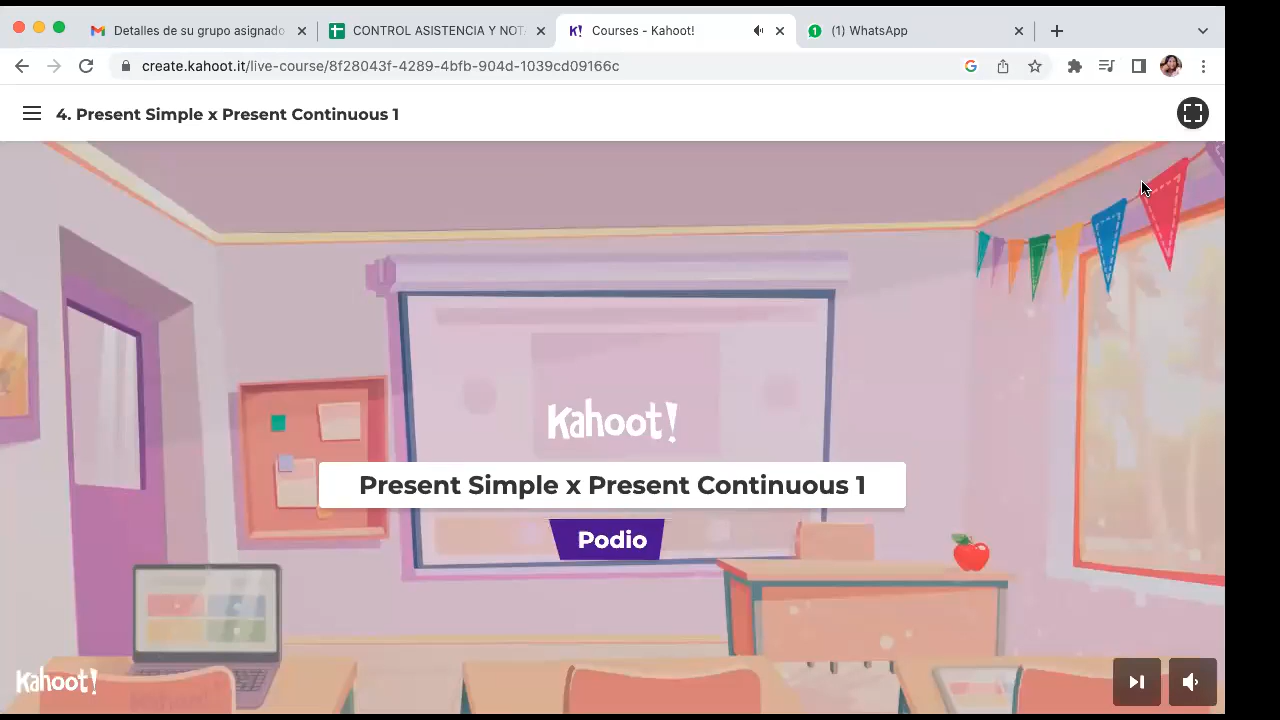 Detalles de su grupo asignado
CONTROL ASISTENCIA Y NOT
K! Courses - Kahoot!
1 (1) WhatsApp
create.kahoot.it/live-course/8f28043f-4289-4bfb-904d-1039cd09166c
4. Present Simple x Present Continuous 1
Kahoot!
Present Simple x Present Continuous 1
Podio
Kahoot!